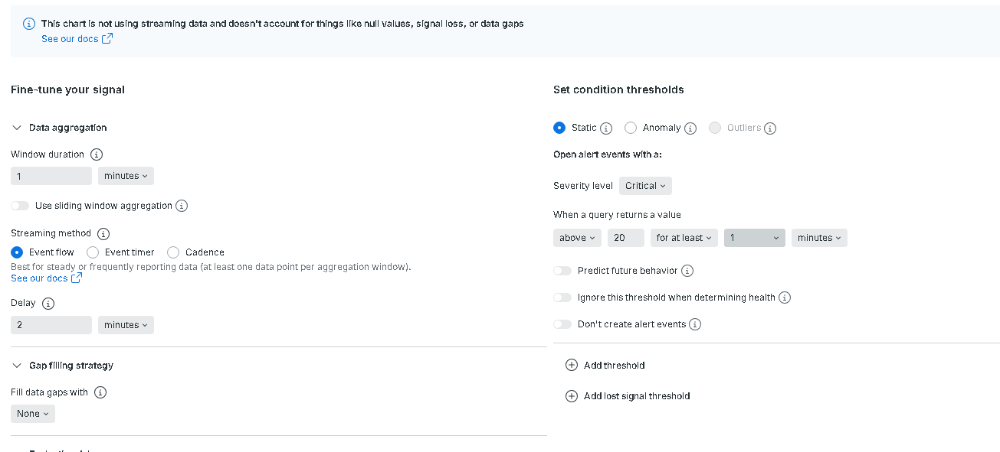 This chart is not using streaming data and doesn't account for things like null values, signal loss, or data gaps
See our docs
Fine-tune your signal
Data aggregation
Window duration
1 minutes
Use sliding window aggregation
Streaming method
Event flow Event timer Cadence
Best for steady or frequently reporting data (at least one data point per aggregation window).
See our docs
Delay
2 minutes
Gap filling strategy
Fill data gaps with
None
Set condition thresholds
Static Anomaly Outliers
Open alert events with a:
Severity level Critical
When a query returns a value
above 20 for at least 1 minutes
Predict future behavior
Ignore this threshold when determining health
Don't create alert events
Add threshold
Add lost signal threshold